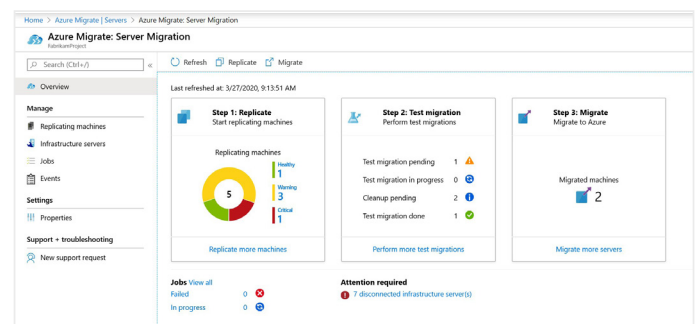 Home > Azure Migrate | Servers > Azure Migrate: Server Migration
Azure Migrate: Server Migration
FabrikamProject
Search (Ctrl+/)
«
Refresh
Replicate
Migrate
Overview
Manage
Replicating machines
Infrastructure servers
Jobs
Events
Settings
Properties
Support + troubleshooting
New support request
Last refreshed at: 3/27/2020, 9:13:51 AM
Step 1: Replicate
Start replicating machines
Replicating machines
5
Healthy
1
Warning
3
Critical
1
Replicate more machines
Step 2: Test migration
Perform test migrations
Test migration pending 1
Test migration in progress 0
Cleanup pending 2
Test migration done 1
Perform more test migrations
Step 3: Migrate
Migrate to Azure
Migrated machines
2
Migrate more servers
Jobs View all
Failed 0
In progress 0
Attention required
7 disconnected infrastructure server(s)